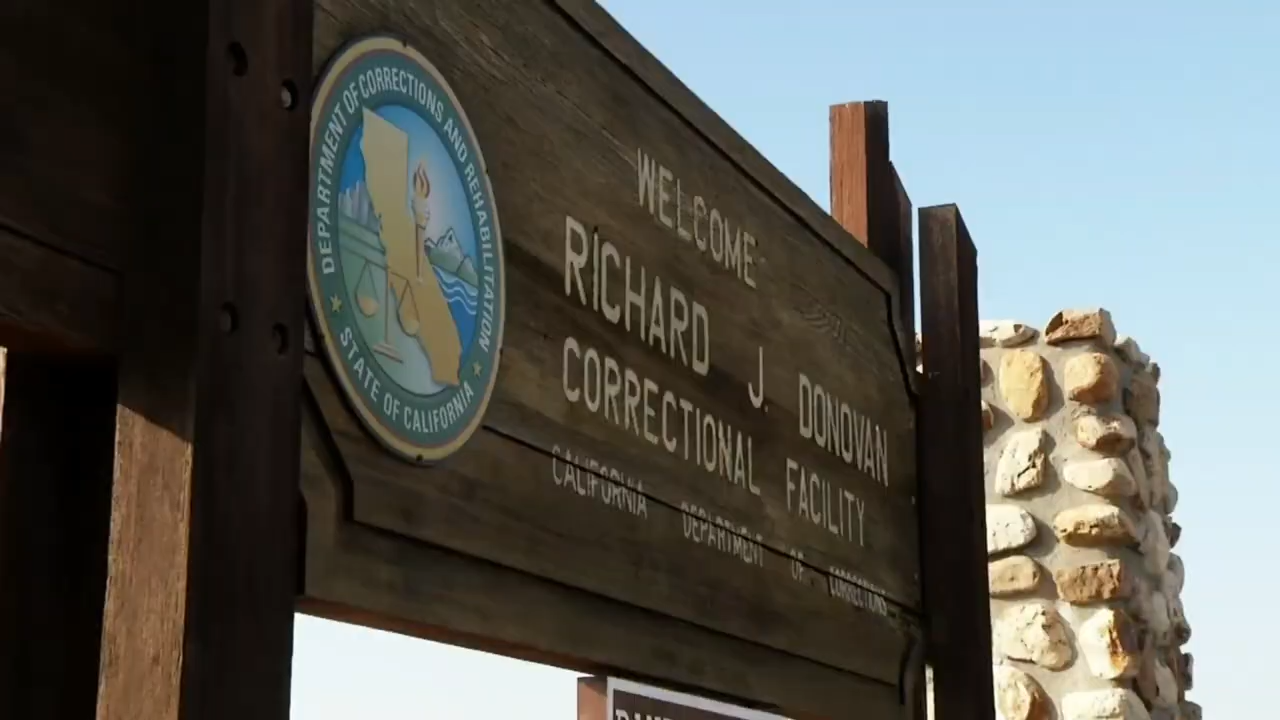 DEPARTMENT OF CORRECTIONS AND REHABILITATION
STATE OF CALIFORNIA
WELCOME
RICHARD J. DONOVAN
CORRECTIONAL FACILITY
CALIFORNIA DEPARTMENT OF CORRECTIONS